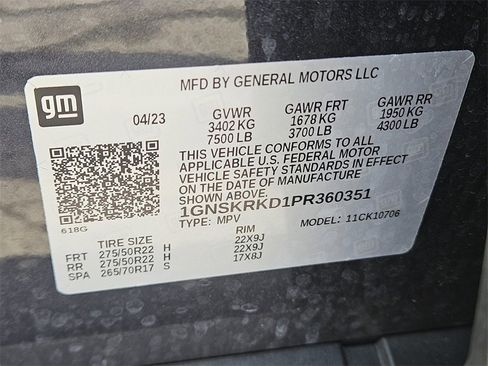 MFD BY GENERAL MOTORS LLC
gm
04/23 GVWR GAWR FRT GAWR RR
3402 KG 1678 KG 1950 KG
7500 LB 3700 LB 4300 LB
THIS VEHICLE CONFORMS TO ALL
APPLICABLE U.S. FEDERAL MOTOR
VEHICLE SAFETY STANDARDS IN EFFECT
ON THE DATE OF MANUFACTURE
SHOWN ABOVE.
1GNSKRKD1PR360351
618G
TYPE: MPV MODEL: 11CK10706
TIRE SIZE RIM
FRT 275/50R22 H 22X9J
RR 275/50R22 H 22X9J
SPA 265/70R17 S 17X8J